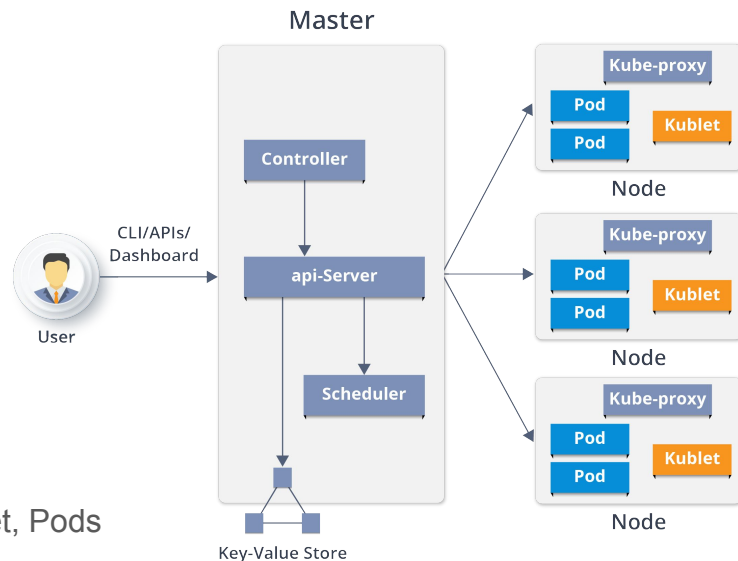 Master
Controller
api-Server
Scheduler
Key-Value Store
CLI/APIs/
Dashboard
User
Kube-proxy
Pod
Pod
Kublet
Node
Kube-proxy
Pod
Pod
Kublet
Node
Kube-proxy
Pod
Pod
Kublet
Node
Pods